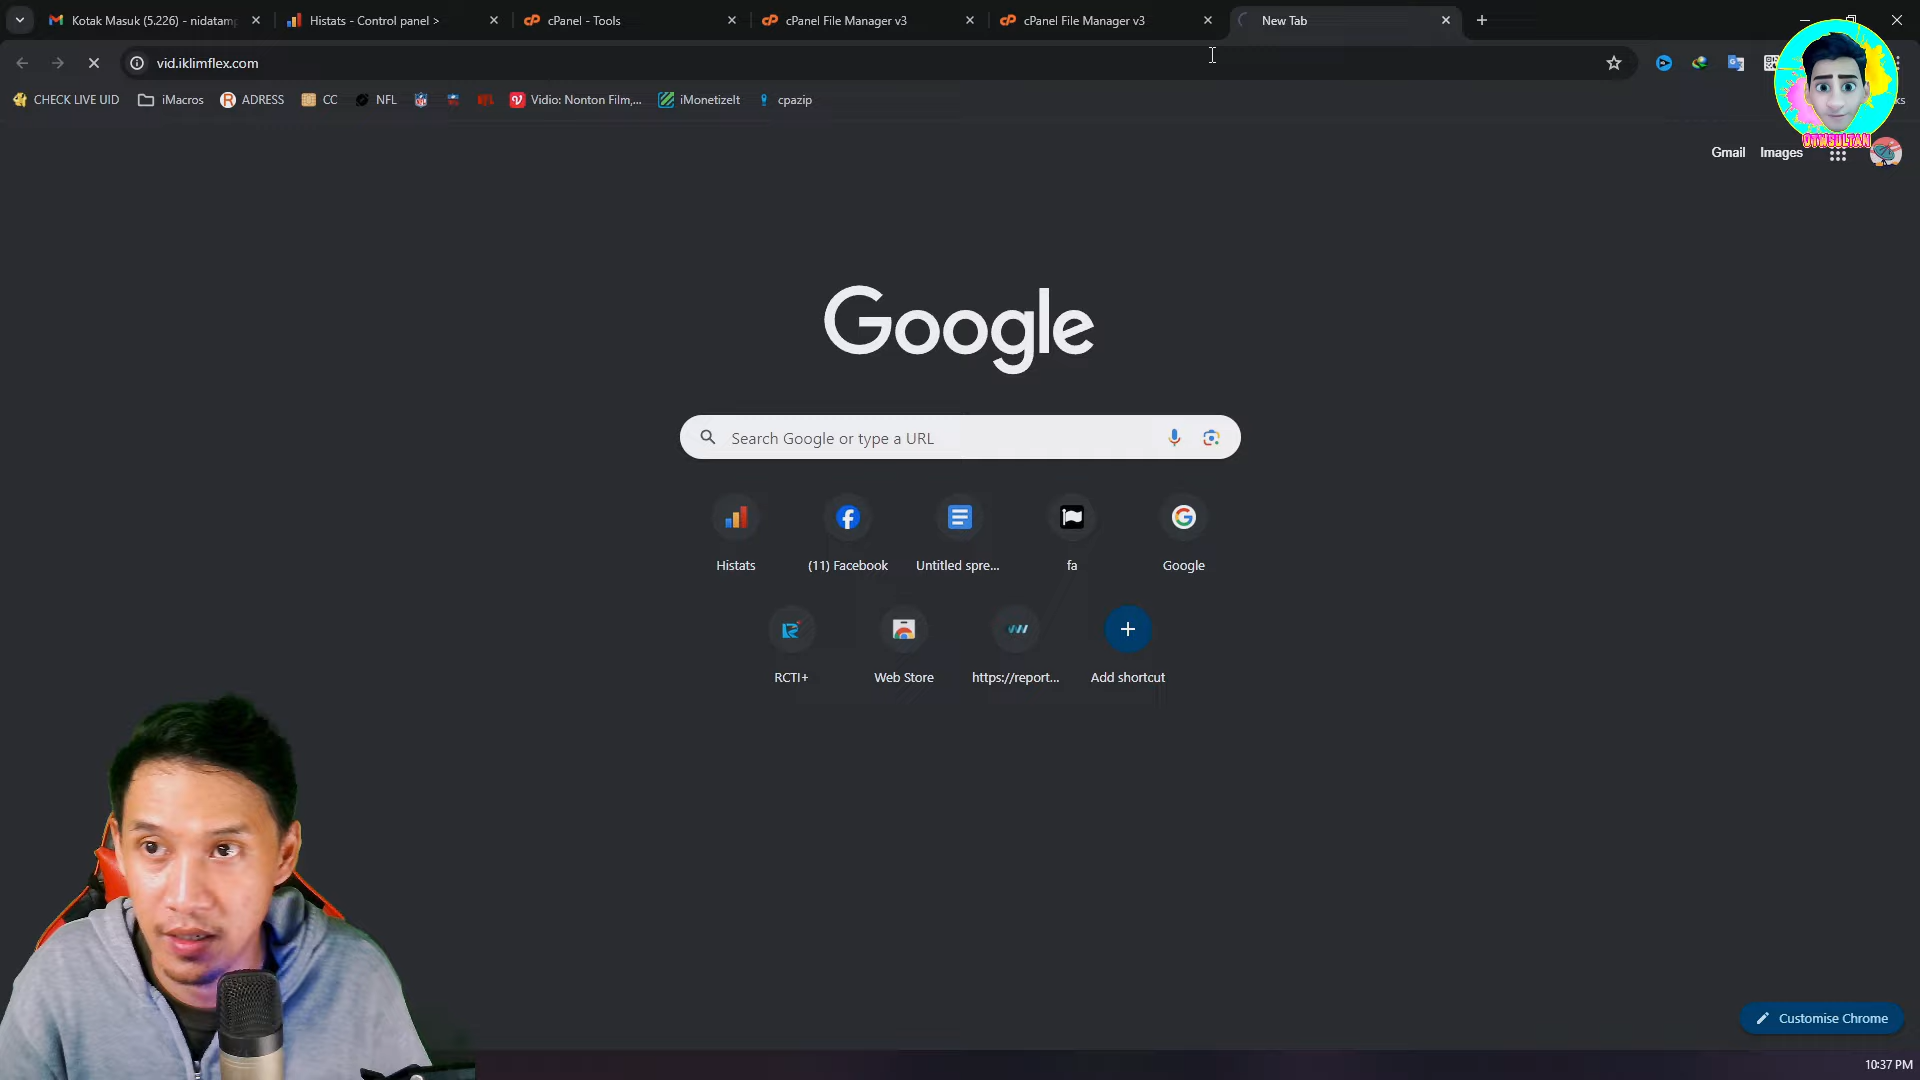 Kotak Masuk (5.226) - nidatam
Histats - Control panel >
cPanel - Tools
cPanel File Manager v3
cPanel File Manager v3
New Tab
vid.iklimflex.com
CHECK LIVE UID
iMacros
ADRESS
CC
NFL
Vidio: Nonton Film,...
iMonetizeIt
cpazip
OTWSULTAN
Gmail
Images
Google
Search Google or type a URL
Histats
(11) Facebook
Untitled spre...
fa
Google
RCTI+
Web Store
https://report...
Add shortcut
Customise Chrome
10:37 PM